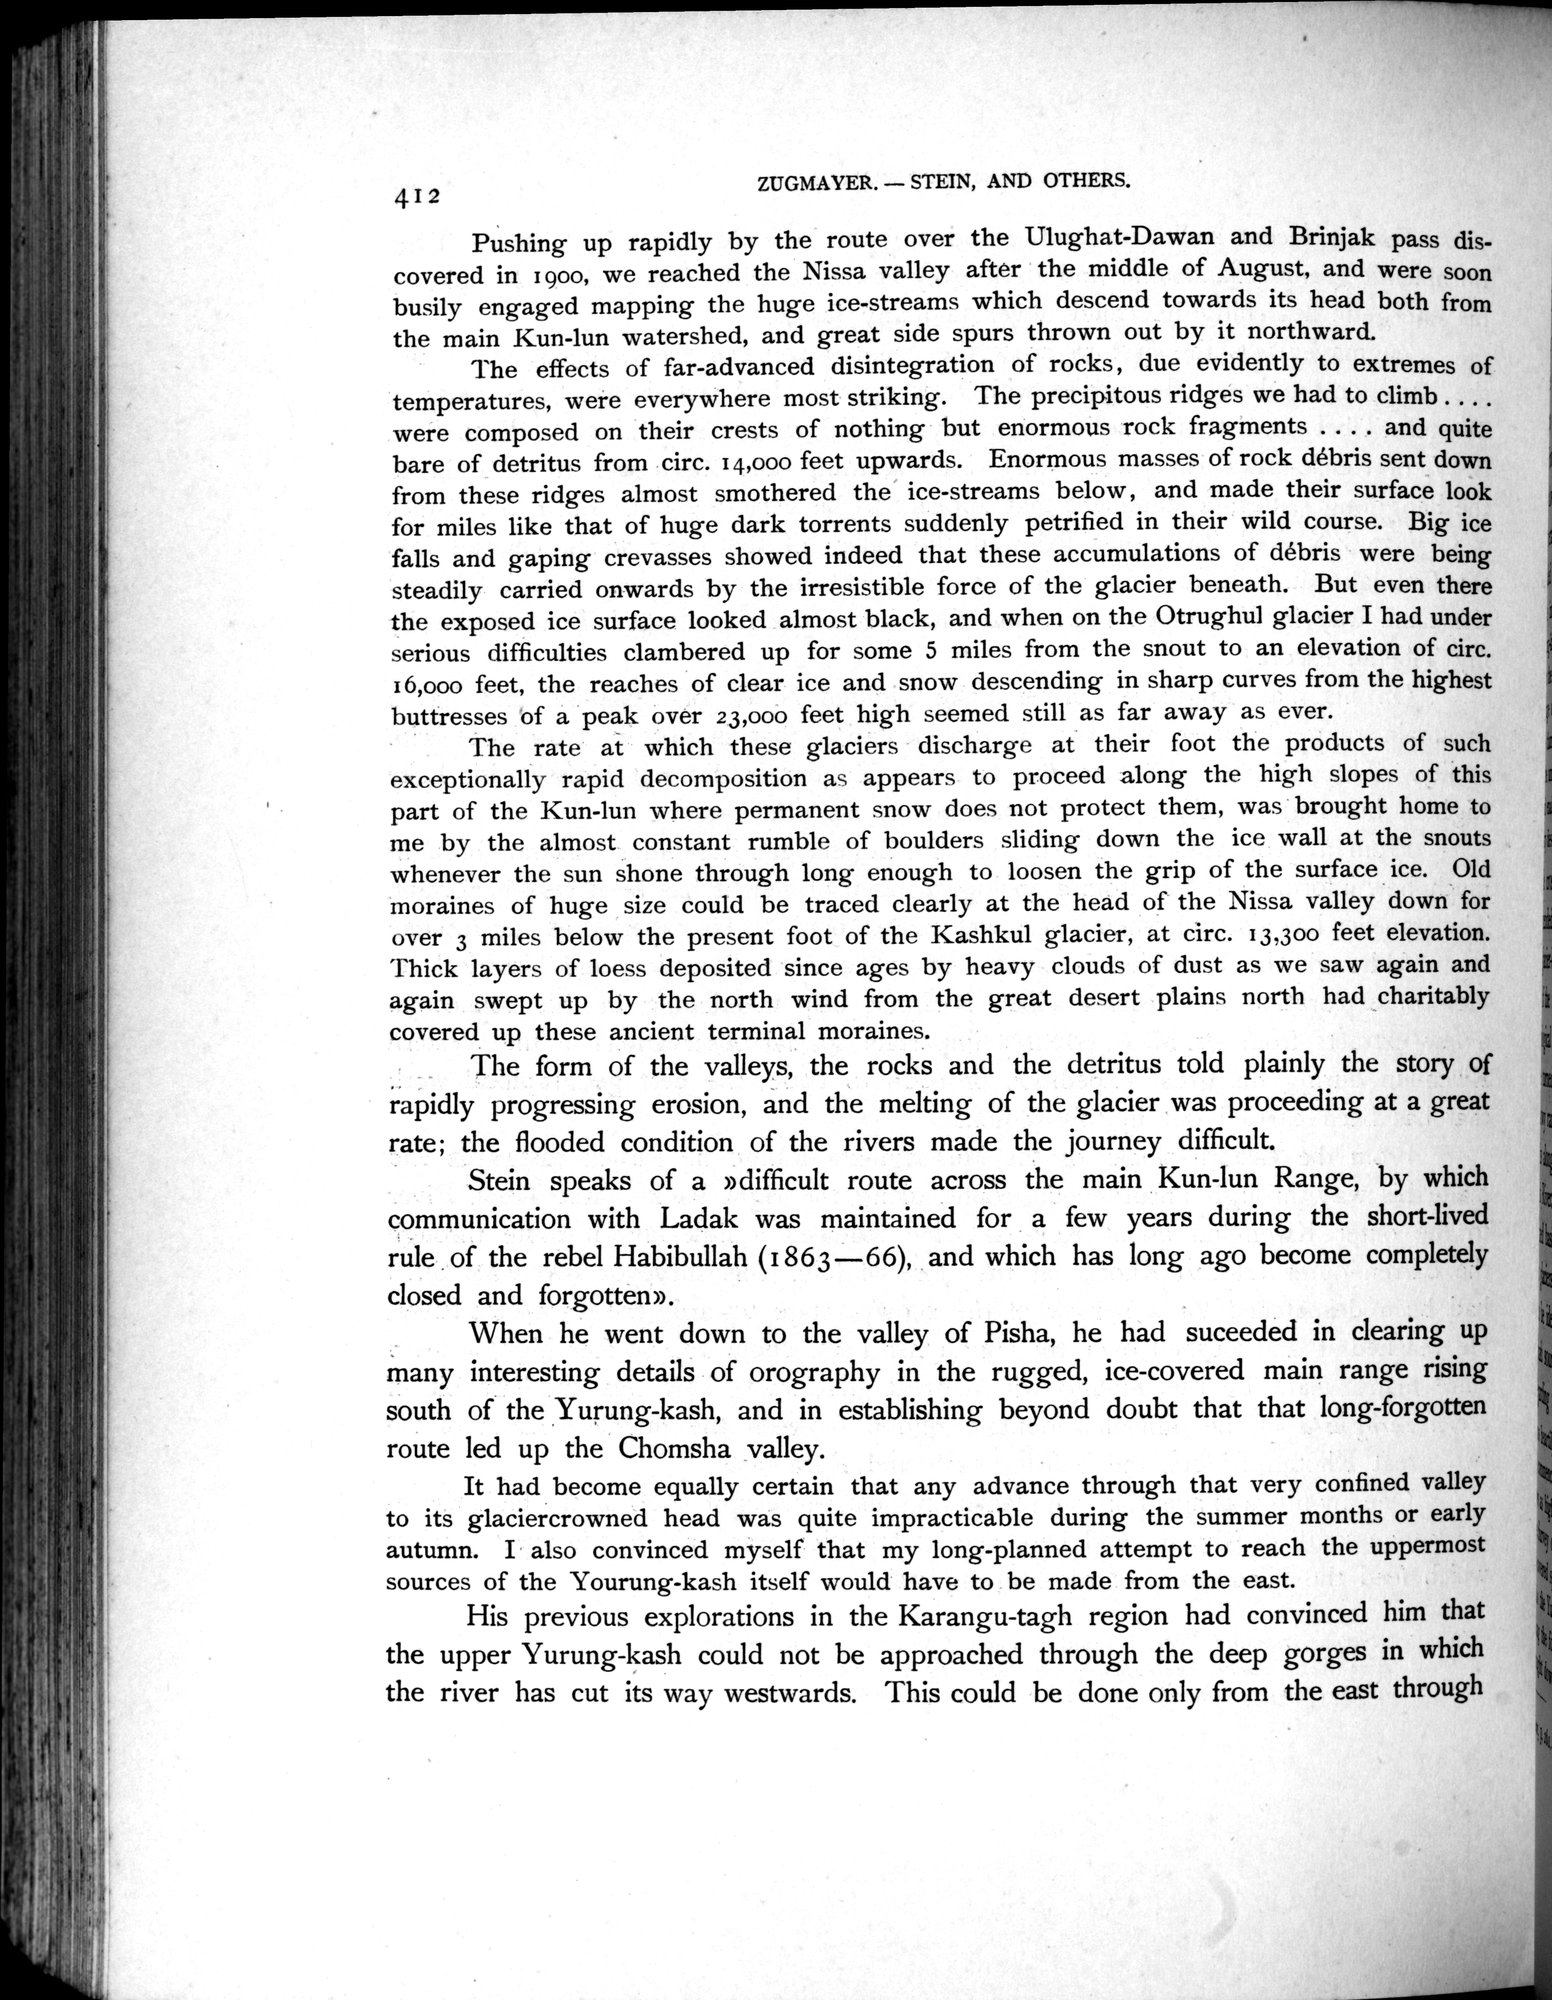 412
ZUGMAYER. — STEIN, AND OTHERS.
Pushing up rapidly by the route over the Ulughat-Dawan and Brinjak pass dis-
covered in 1900, we reached the Nissa valley after the middle of August, and were soon
busily engaged mapping the huge ice-streams which descend towards its head both from
the main Kun-lun watershed, and great side spurs thrown out by it northward.
The effects of far-advanced disintegration of rocks, due evidently to extremes of
temperatures, were everywhere most striking. The precipitous ridges we had to climb . . . .
were composed on their crests of nothing but enormous rock fragments . . . . and quite
bare of detritus from circ. 14,000 feet upwards. Enormous masses of rock débris sent down
from these ridges almost smothered the ice-streams below, and made their surface look
for miles like that of huge dark torrents suddenly petrified in their wild course. Big ice
falls and gaping crevasses showed indeed that these accumulations of débris were being
steadily carried onwards by the irresistible force of the glacier beneath. But even there
the exposed ice surface looked almost black, and when on the Otrughul glacier I had under
serious difficulties clambered up for some 5 miles from the snout to an elevation of circ.
16,000 feet, the reaches of clear ice and snow descending in sharp curves from the highest
buttresses of a peak over 23,000 feet high seemed still as far away as ever.
The rate at which these glaciers discharge at their foot the products of such
exceptionally rapid decomposition as appears to proceed along the high slopes of this
part of the Kun-lun where permanent snow does not protect them, was brought home to
me by the almost constant rumble of boulders sliding down the ice wall at the snouts
whenever the sun shone through long enough to loosen the grip of the surface ice. Old
moraines of huge size could be traced clearly at the head of the Nissa valley down for
over 3 miles below the present foot of the Kashkul glacier, at circ. 13,300 feet elevation.
Thick layers of loess deposited since ages by heavy clouds of dust as we saw again and
again swept up by the north wind from the great desert plains north had charitably
covered up these ancient terminal moraines.
The form of the valleys, the rocks and the detritus told plainly the story of
rapidly progressing erosion, and the melting of the glacier was proceeding at a great
rate; the flooded condition of the rivers made the journey difficult.
Stein speaks of a »difficult route across the main Kun-lun Range, by which
communication with Ladak was maintained for a few years during the short-lived
rule of the rebel Habibullah (1863—66), and which has long ago become completely
closed and forgotten».
When he went down to the valley of Pisha, he had suceeded in clearing up
many interesting details of orography in the rugged, ice-covered main range rising
south of the Yurung-kash, and in establishing beyond doubt that that long-forgotten
route led up the Chomsha valley.
It had become equally certain that any advance through that very confined valley
to its glaciercrowned head was quite impracticable during the summer months or early
autumn. I also convinced myself that my long-planned attempt to reach the uppermost
sources of the Yourung-kash itself would have to be made from the east.
His previous explorations in the Karangu-tagh region had convinced him that
the upper Yurung-kash could not be approached through the deep gorges in which
the river has cut its way westwards. This could be done only from the east through